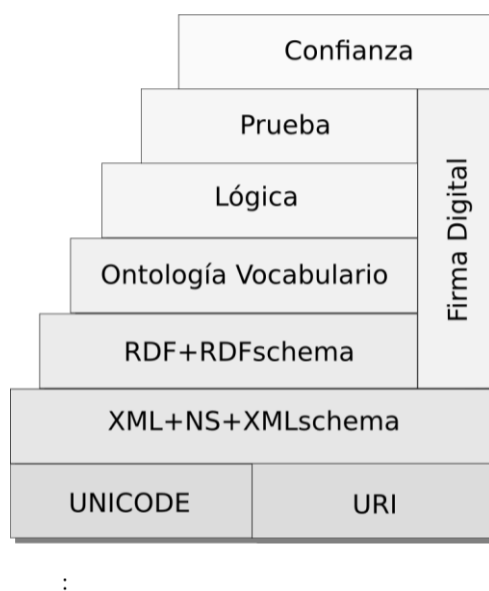 Confianza
Prueba
Lógica
Ontología Vocabulario
RDF+RDFschema
Firma Digital
XML+NS+XMLschema
UNICODE
URI
: